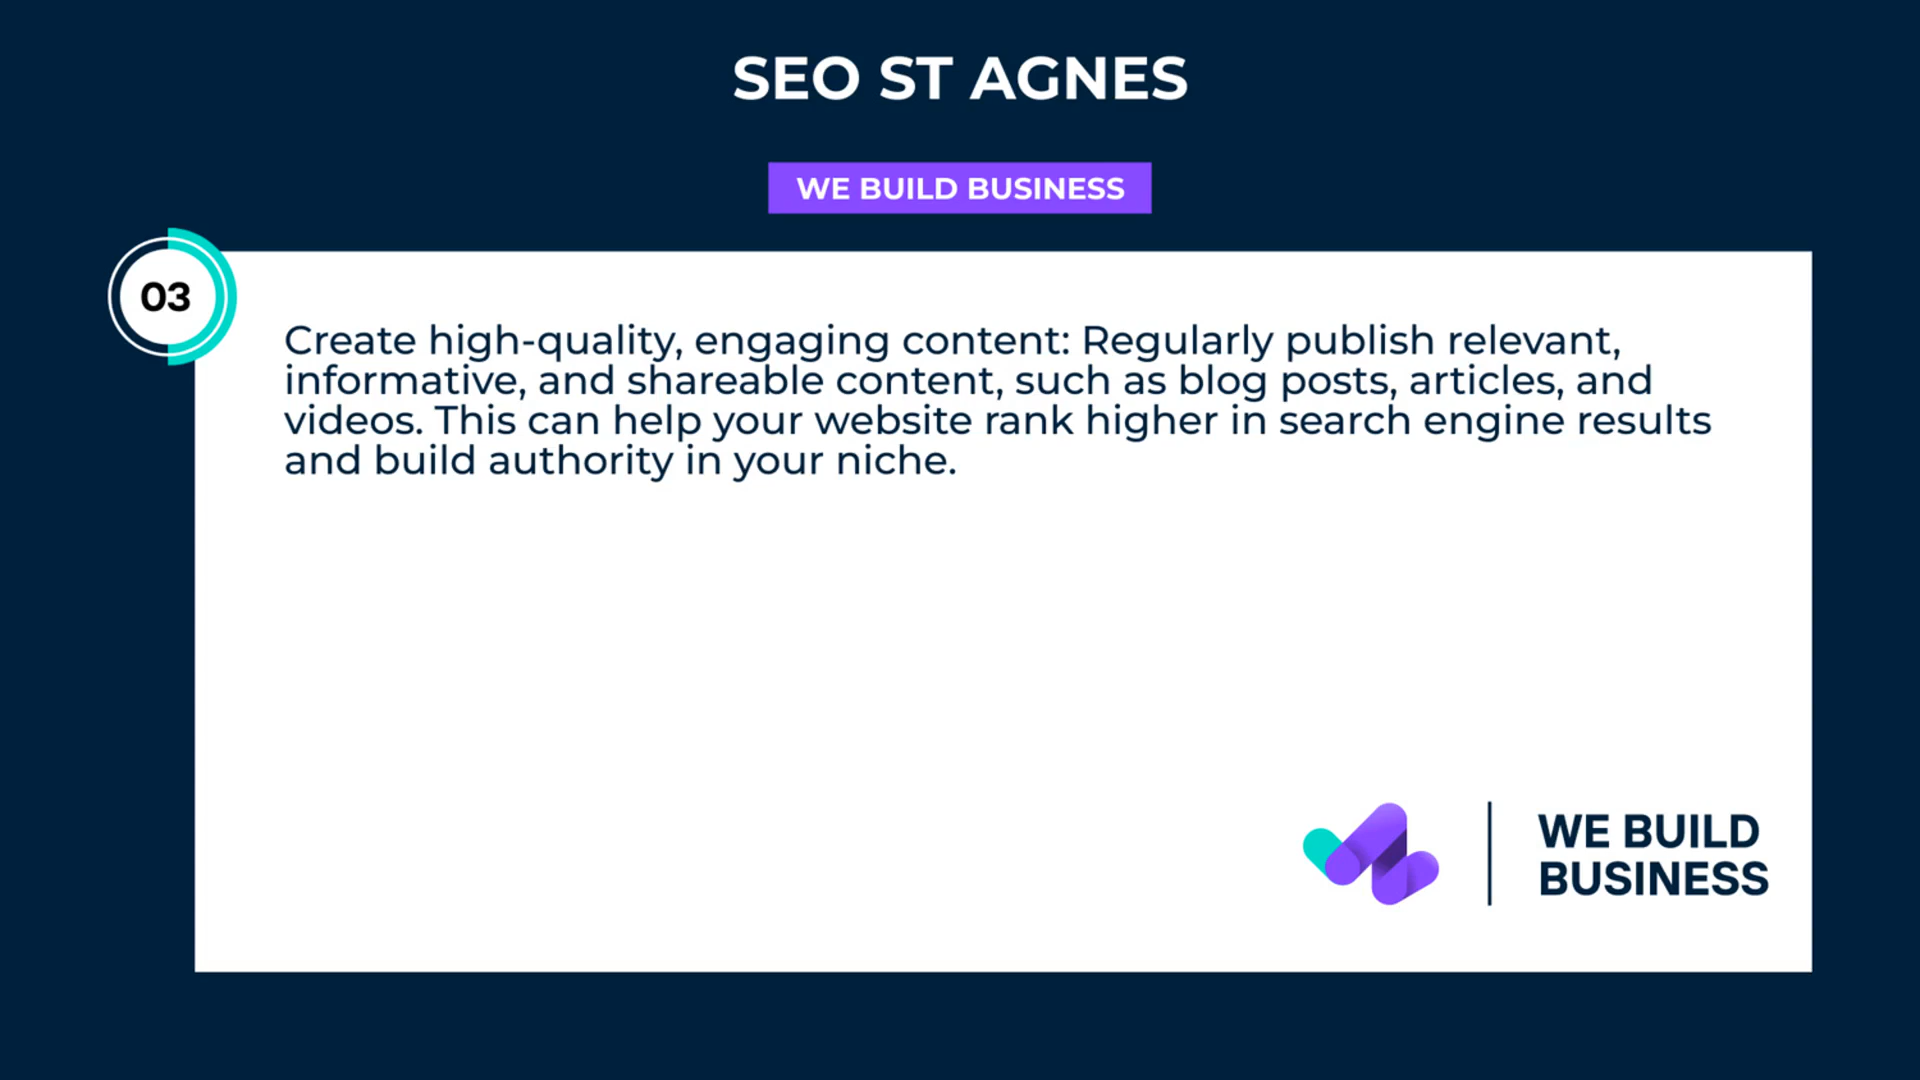 SEO ST AGNES
WE BUILD BUSINESS
03
Create high-quality, engaging content: Regularly publish relevant,
informative, and shareable content, such as blog posts, articles, and
videos. This can help your website rank higher in search engine results
and build authority in your niche.
WE BUILD
BUSINESS